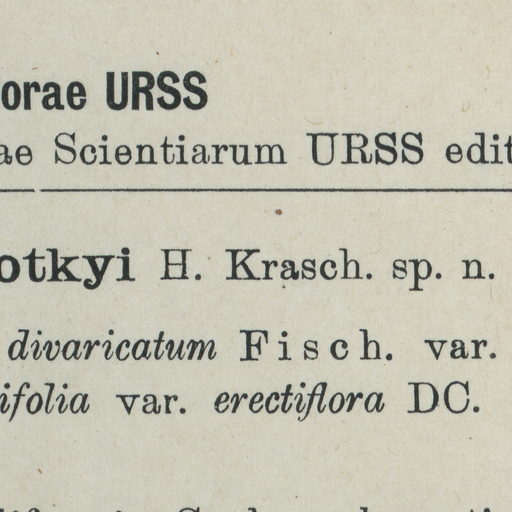 orae URSS
ae Scientiarum URSS edit
otkyi H. Krasch. sp. n.
divaricatum Fisch. var.
ifolia var. erectiflora DC.